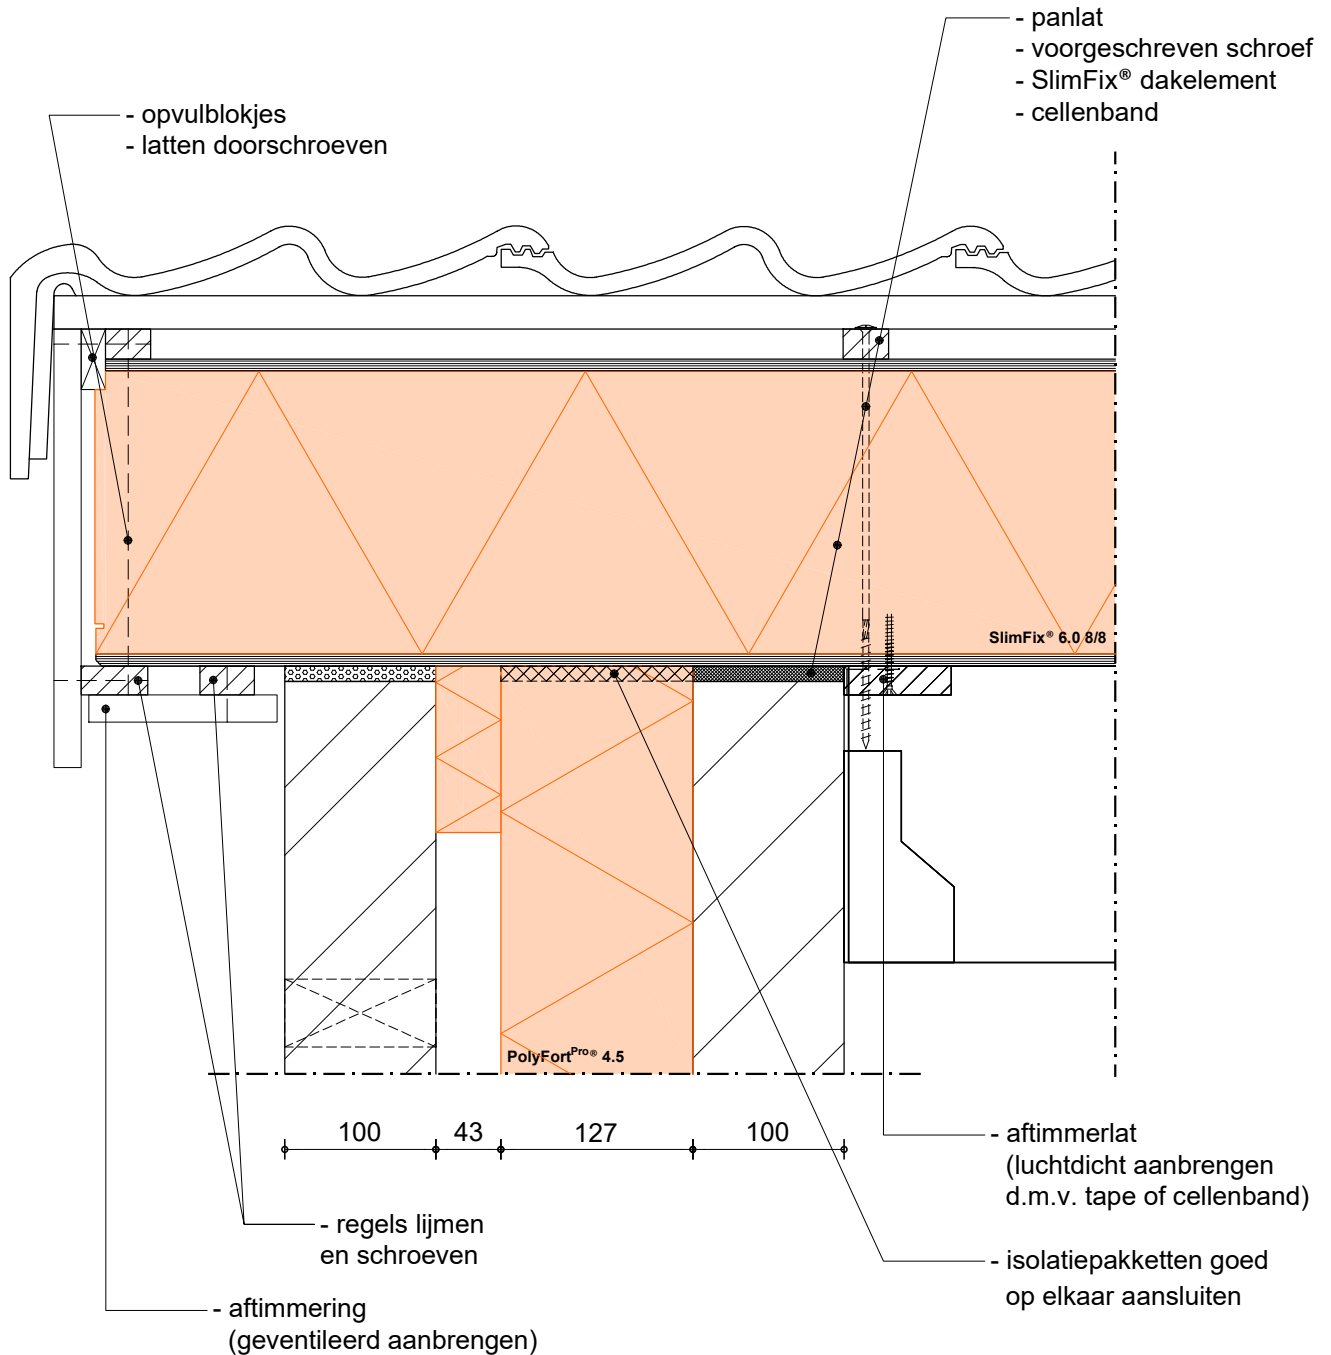 - panlat
- voorgeschreven schroef
- SlimFix® dakelement
- cellenband
- opvulblokjes
- latten doorschroeven
SlimFix® 6.0 8/8
PolyFortPro® 4.5
100
43
127
100
- aftimmerlat
(luchtdicht aanbrengen
d.m.v. tape of cellenband)
- regels lijmen
en schroeven
- isolatiepakketten goed
op elkaar aansluiten
- aftimmering
(geventileerd aanbrengen)